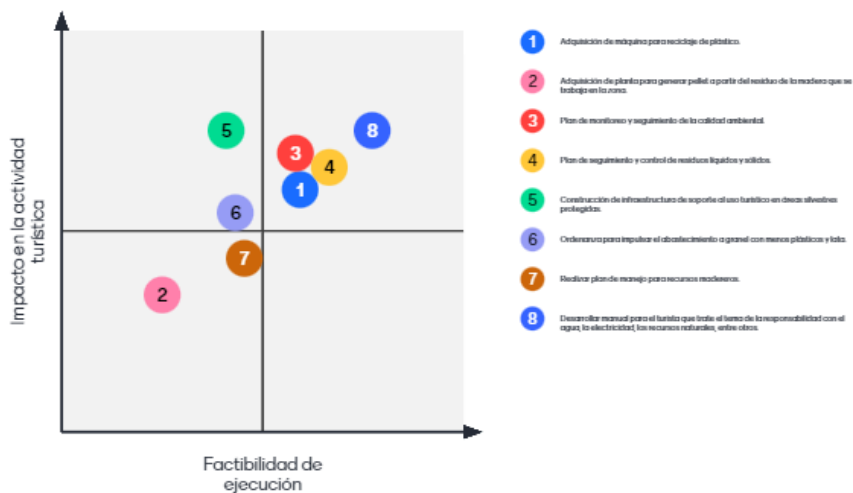 Impacto en la actividad
turística
5
8
3
4
1
6
7
2
Factibilidad de
ejecución
1 Adquisición de máquina para reciclaje de plástico.
2 Adquisición de planta para generar pellet a partir del residuo de la madera que se
trabaja en la zona.
3 Plan de monitoreo y seguimiento de la calidad ambiental.
4 Plan de seguimiento y control de residuos líquidos y sólidos.
5 Construcción de infraestructura de soporte al uso turístico en áreas silvestres
protegidas.
6 Ordenanza para impulsar el abastecimiento a granel con menos plásticos y lata.
7 Realizar plan de manejo para recursos madereros.
8 Desarrollar manual para el turista que trate el tema de la responsabilidad con el
agua, la electricidad, los recursos naturales, entre otros.